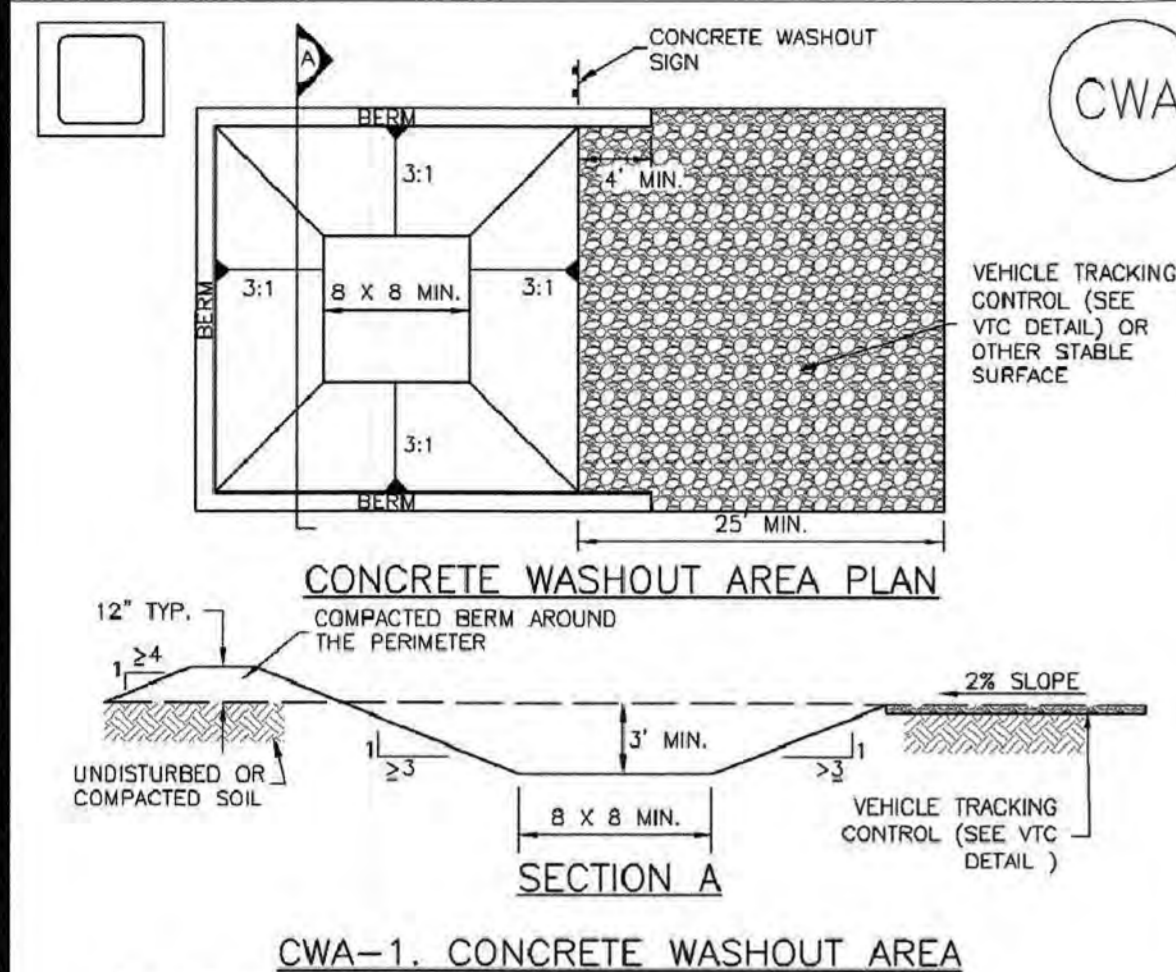 A
CONCRETE WASHOUT
SIGN
CWA
BERM
3:1
4' MIN.
BERM
3:1
8 X 8 MIN.
3:1
VEHICLE TRACKING
CONTROL (SEE
VTC DETAIL) OR
OTHER STABLE
SURFACE
3:1
BERM
25' MIN.
CONCRETE WASHOUT AREA PLAN
12" TYP.
COMPACTED BERM AROUND
THE PERIMETER
1
≥4
2% SLOPE
UNDISTURBED OR
COMPACTED SOIL
1
≥3
3' MIN.
1
>3
8 X 8 MIN.
VEHICLE TRACKING
CONTROL (SEE VTC
DETAIL )
SECTION A
CWA-1. CONCRETE WASHOUT AREA